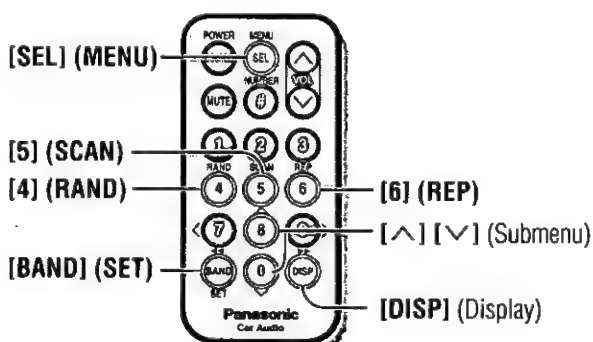 POWER MENU
[SEL] (MENU) SEL
NUMBER VOL
MUTE #
[5] (SCAN) 1 2 3
RAND SCAN REP
[4] (RAND) 4 5 6 [6] (REP)
7 8 [∧] [∨] (Submenu)
[BAND] (SET) BAND 0 DISP
SET [DISP] (Display)
Panasonic
Car Audio